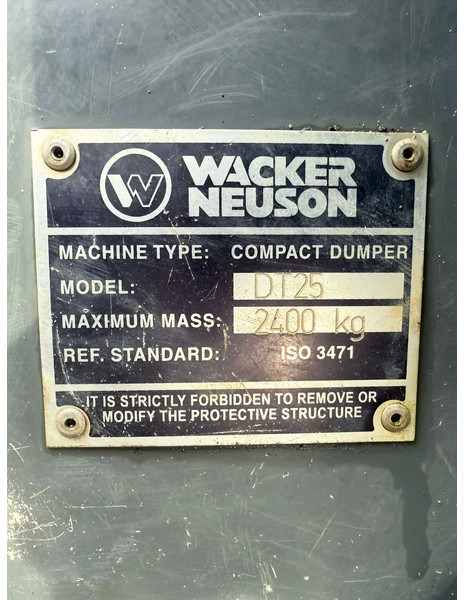 W
WACKER
NEUSON
MACHINE TYPE: COMPACT DUMPER
MODEL: DT25
MAXIMUM MASS: 2400 kg
REF. STANDARD: ISO 3471
IT IS STRICTLY FORBIDDEN TO REMOVE OR
MODIFY THE PROTECTIVE STRUCTURE